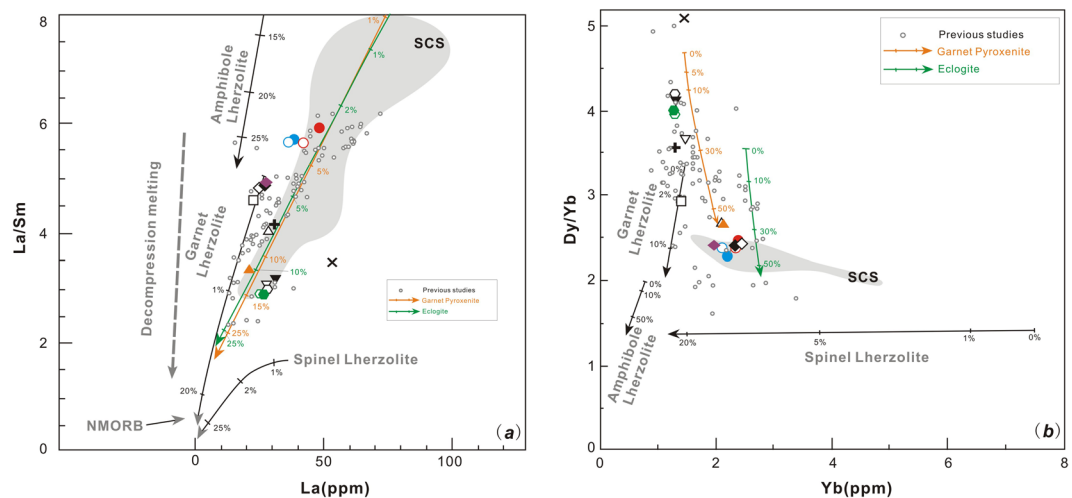 8
6
4
2
0
La/Sm
0
50
100
La(ppm)
1%
SCS
15%
1%
Amphibole
Lherzolite
20%
2%
25%
5%
Decompression melting
Garnet
Lherzolite
5%
10%
10%
1%
15%
25%
25%
Previous studies
Garnet Pyroxenite
Eclogite
Spinel Lherzolite
1%
2%
20%
NMORB
25%
(a)
5
4
3
2
1
0
Dy/Yb
0
2
4
6
8
Yb(ppm)
Previous studies
Garnet Pyroxenite
Eclogite
0%
5%
10%
30%
0%
10%
2%
50%
Garnet
Lherzolite
30%
10%
50%
SCS
0%
10%
50%
20%
5%
1%
0%
Spinel Lherzolite
Amphibole
Lherzolite
(b)